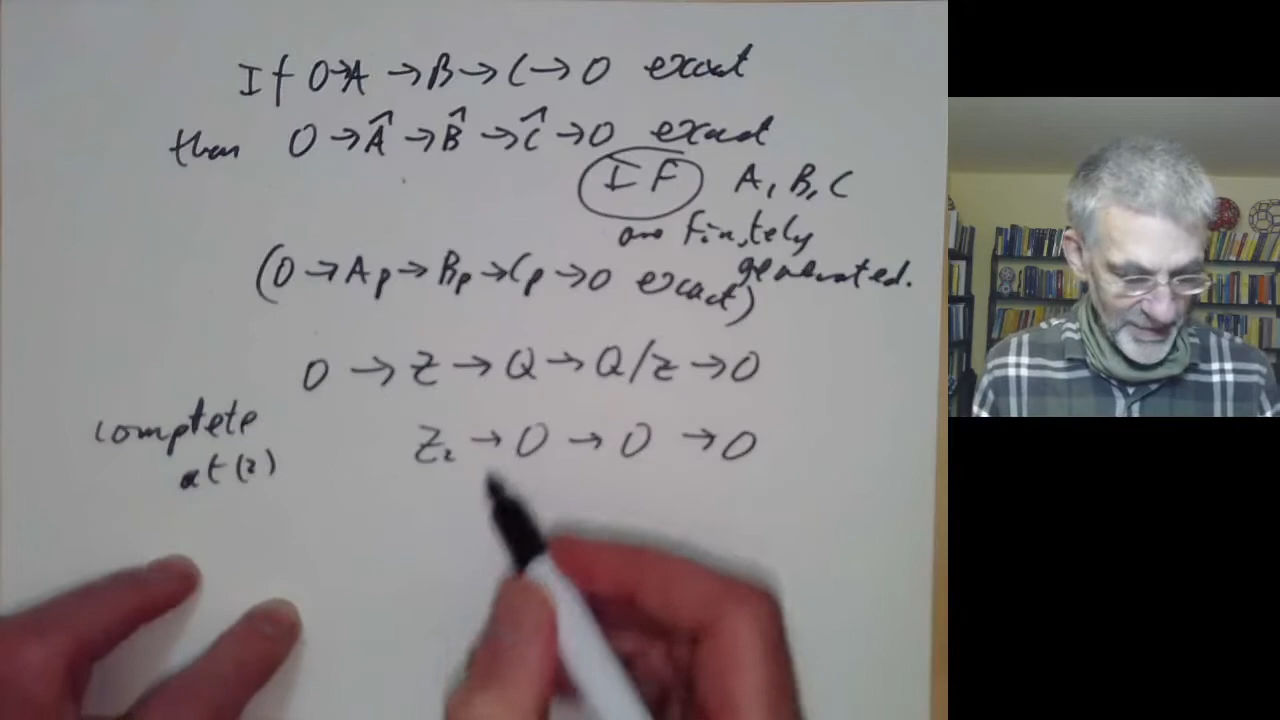 If 0→A →B→C→0 exact
then 0→Â→B̂→Ĉ→0 exact
IF A, B, C
are finitely
generated.
(0→A_p→B_p→C_p→0 exact)
0→Z→Q→Q/Z→0
complete
at (2)
Z₂→0→0→0